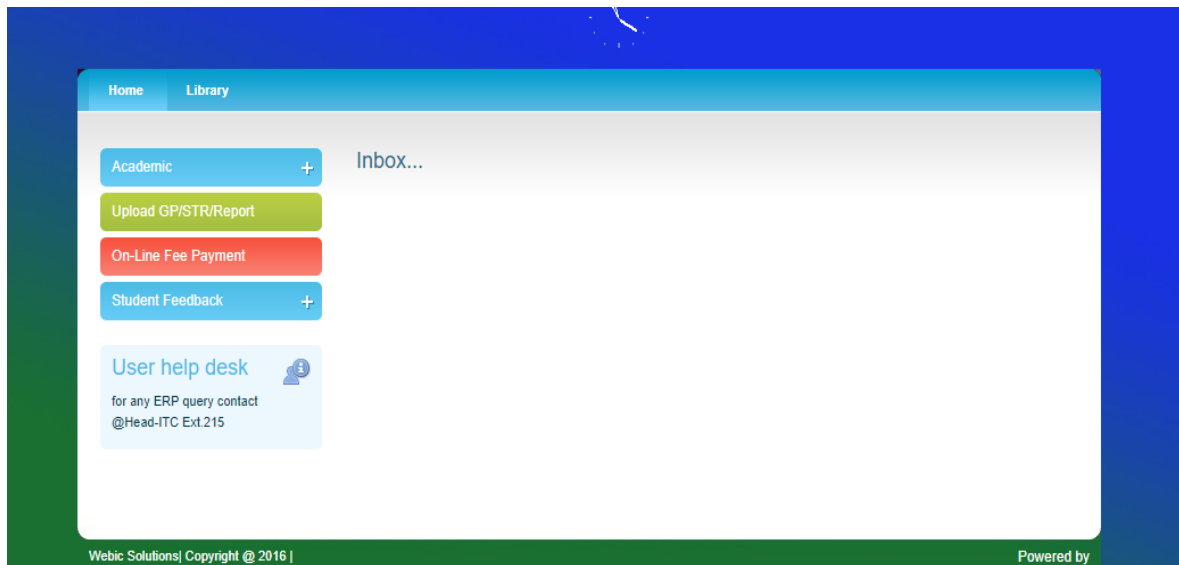 Home Library
Academic
Inbox...
Upload GP/STR/Report
On-Line Fee Payment
Student Feedback
User help desk
for any ERP query contact
@Head-ITC Ext.215
Webic Solutions| Copyright @ 2016 | Powered by